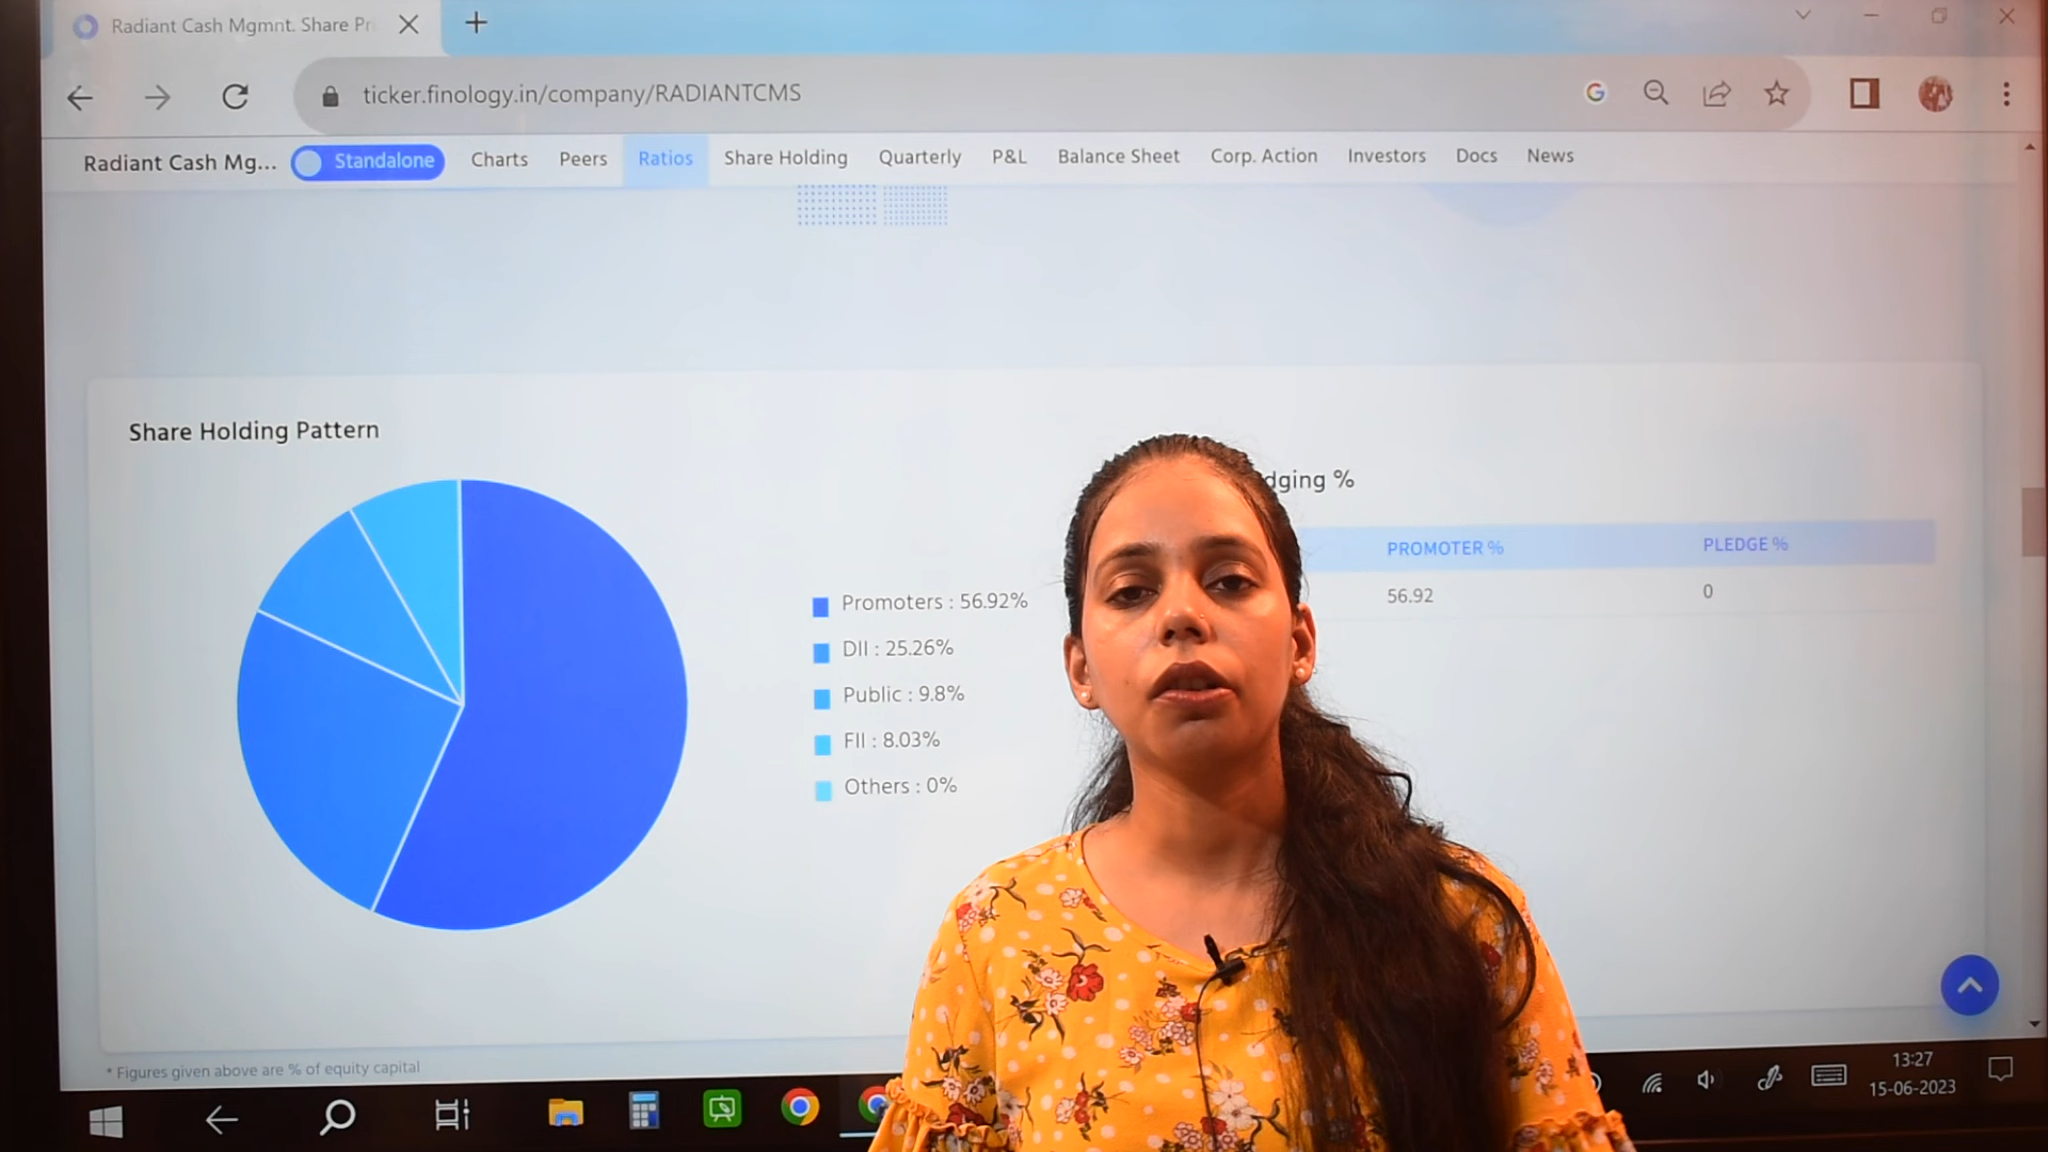 Radiant Cash Mgmnt. Share Pr
ticker.finology.in/company/RADIANTCMS
Radiant Cash Mg... Standalone Charts Peers Ratios Share Holding Quarterly P&L Balance Sheet Corp. Action Investors Docs News
Share Holding Pattern
dging %
PROMOTER % PLEDGE %
56.92 0
Promoters : 56.92%
DII : 25.26%
Public : 9.8%
FII : 8.03%
Others : 0%
* Figures given above are % of equity capital
13:27
15-06-2023